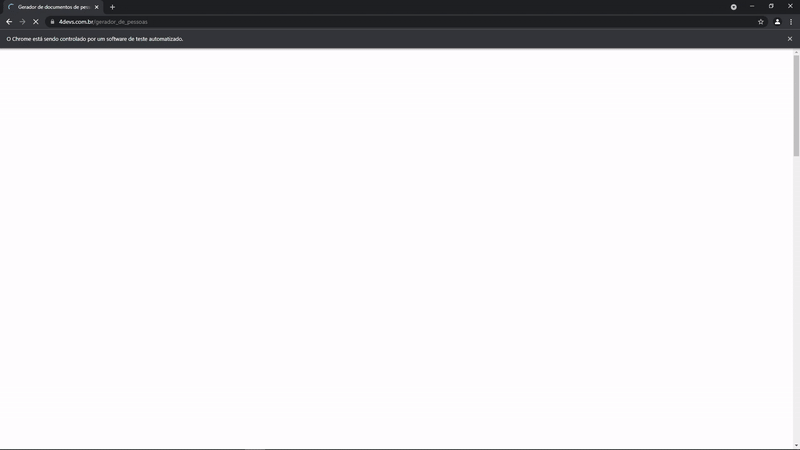 Gerador de documentos de pess
4devs.com.br/gerador_de_pessoas
O Chrome está sendo controlado por um software de teste automatizado.